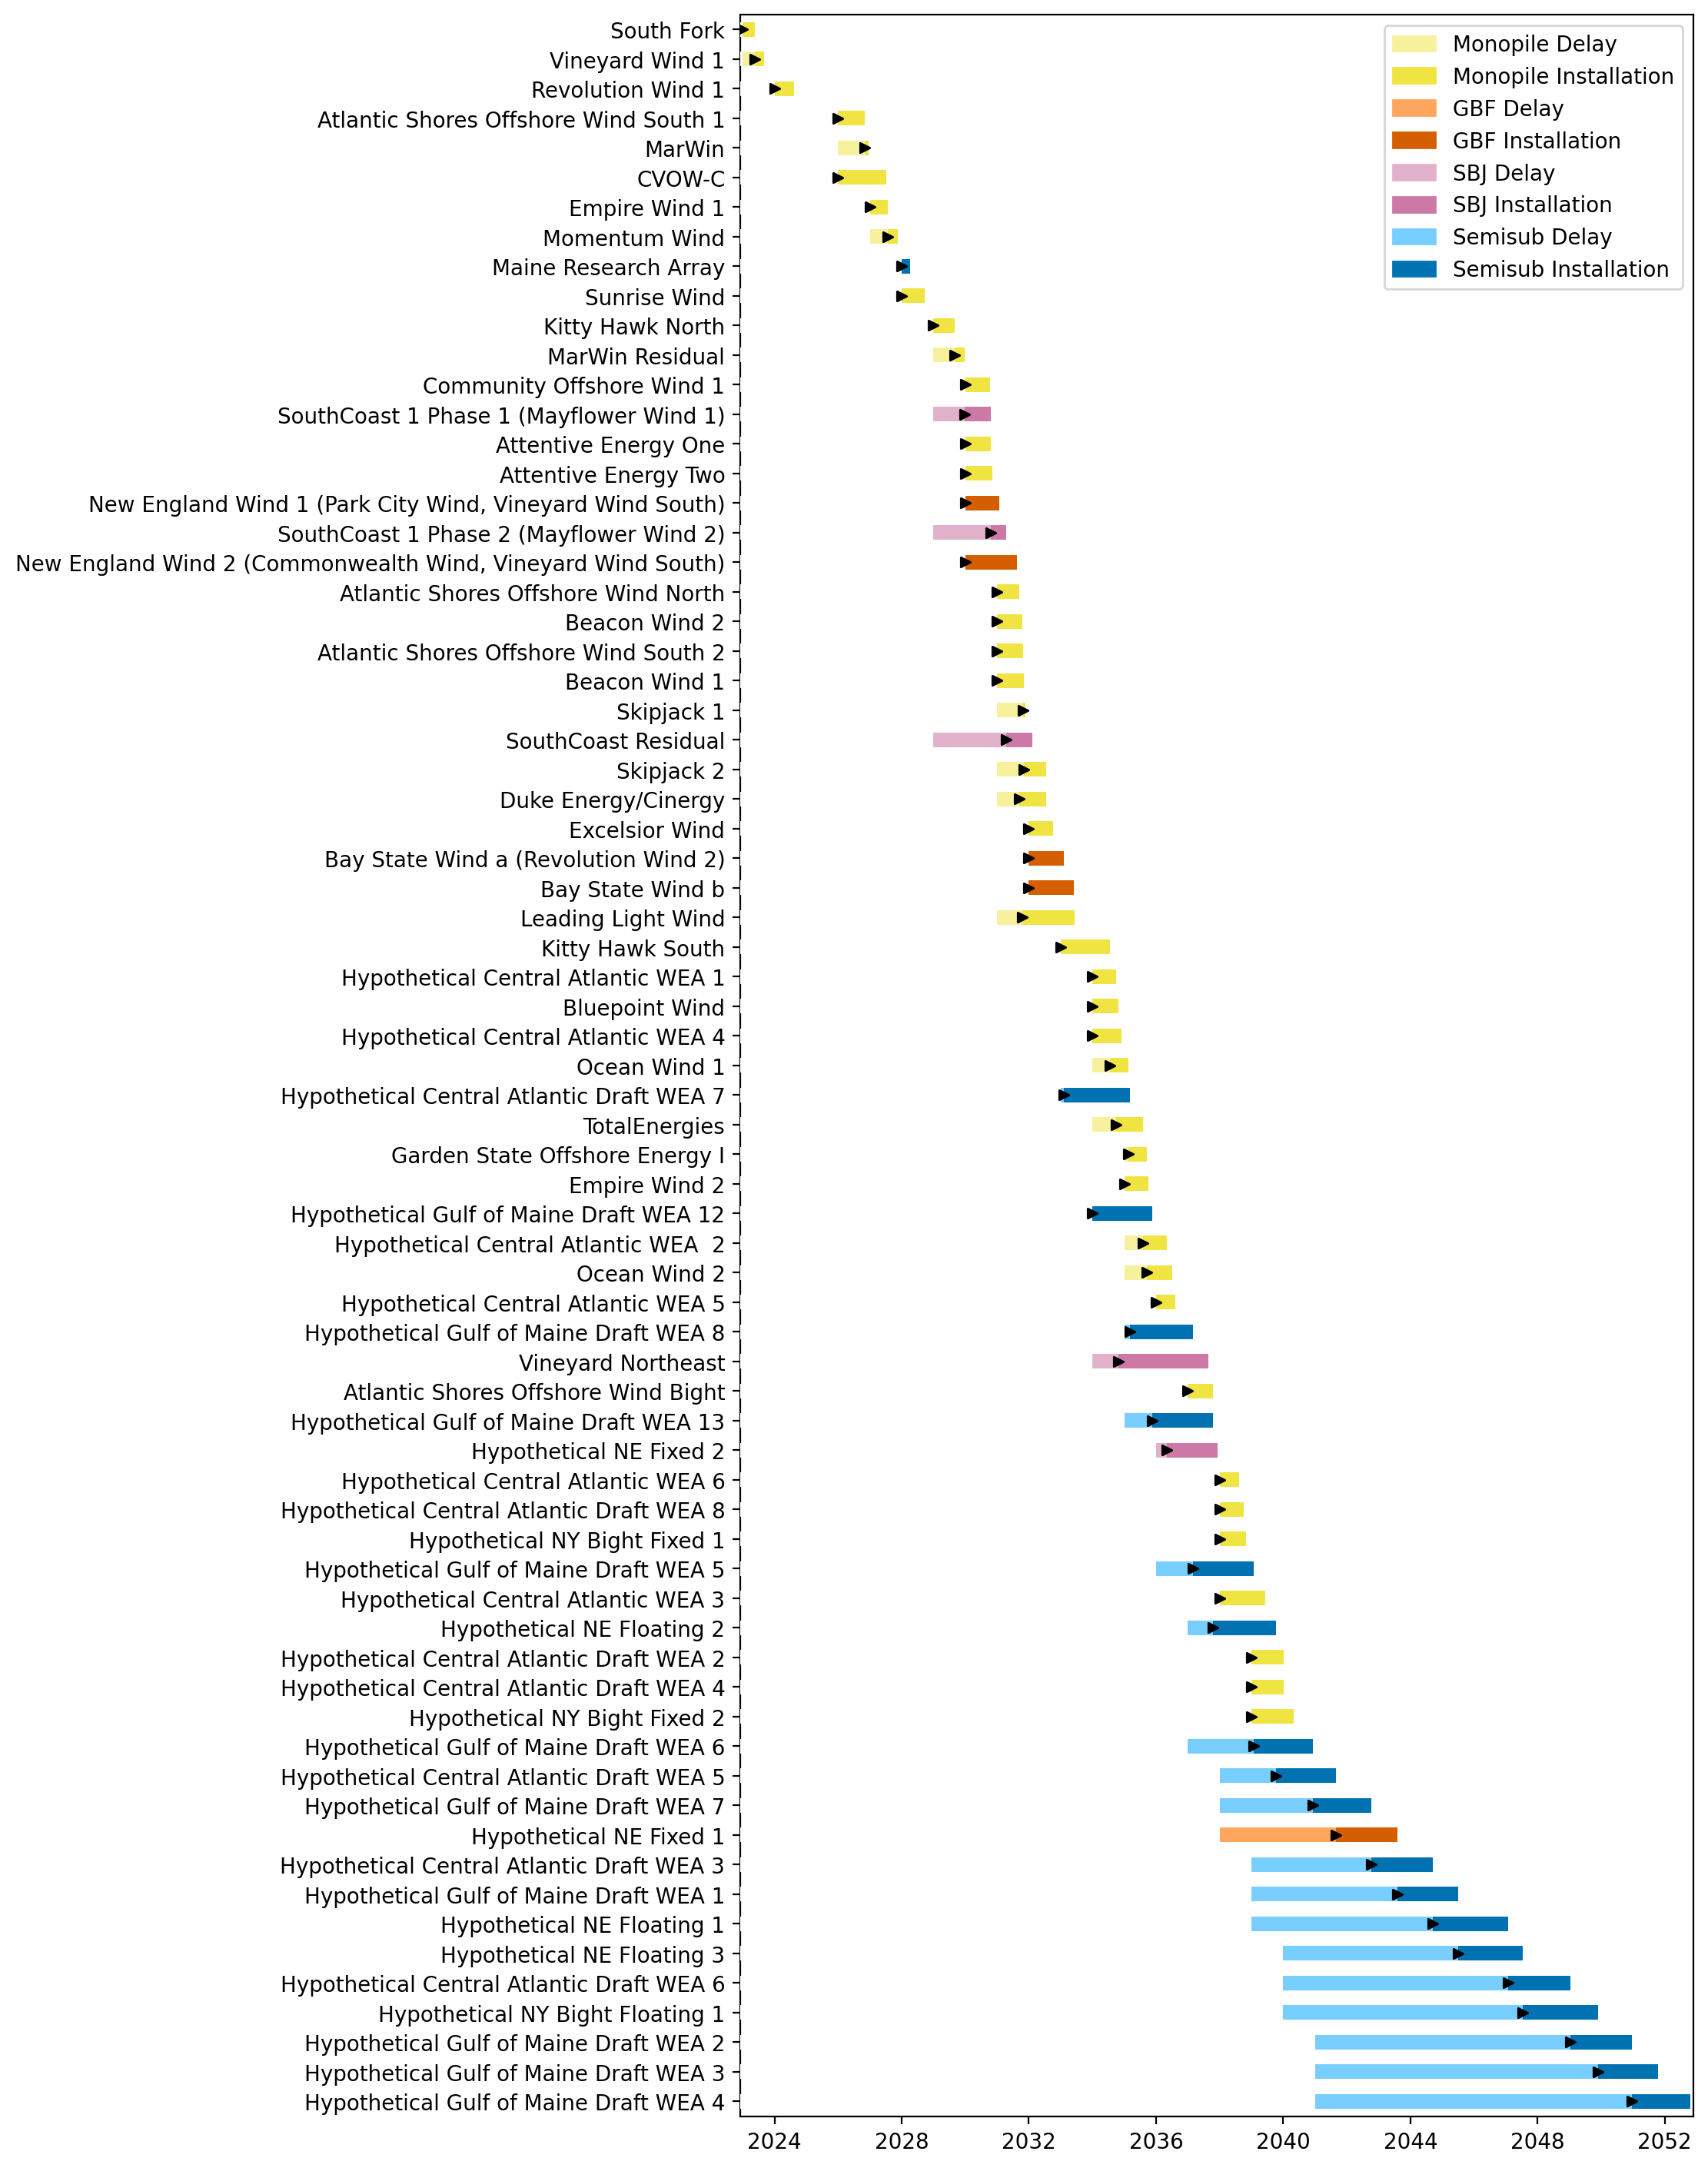 South Fork
Vineyard Wind 1
Revolution Wind 1
Atlantic Shores Offshore Wind South 1
MarWin
CVOW-C
Empire Wind 1
Momentum Wind
Maine Research Array
Sunrise Wind
Kitty Hawk North
MarWin Residual
Community Offshore Wind 1
SouthCoast 1 Phase 1 (Mayflower Wind 1)
Attentive Energy One
Attentive Energy Two
New England Wind 1 (Park City Wind, Vineyard Wind South)
SouthCoast 1 Phase 2 (Mayflower Wind 2)
New England Wind 2 (Commonwealth Wind, Vineyard Wind South)
Atlantic Shores Offshore Wind North
Beacon Wind 2
Atlantic Shores Offshore Wind South 2
Beacon Wind 1
Skipjack 1
SouthCoast Residual
Skipjack 2
Duke Energy/Cinergy
Excelsior Wind
Bay State Wind a (Revolution Wind 2)
Bay State Wind b
Leading Light Wind
Kitty Hawk South
Hypothetical Central Atlantic WEA 1
Bluepoint Wind
Hypothetical Central Atlantic WEA 4
Ocean Wind 1
Hypothetical Central Atlantic Draft WEA 7
TotalEnergies
Garden State Offshore Energy I
Empire Wind 2
Hypothetical Gulf of Maine Draft WEA 12
Hypothetical Central Atlantic WEA  2
Ocean Wind 2
Hypothetical Central Atlantic WEA 5
Hypothetical Gulf of Maine Draft WEA 8
Vineyard Northeast
Atlantic Shores Offshore Wind Bight
Hypothetical Gulf of Maine Draft WEA 13
Hypothetical NE Fixed 2
Hypothetical Central Atlantic WEA 6
Hypothetical Central Atlantic Draft WEA 8
Hypothetical NY Bight Fixed 1
Hypothetical Gulf of Maine Draft WEA 5
Hypothetical Central Atlantic WEA 3
Hypothetical NE Floating 2
Hypothetical Central Atlantic Draft WEA 2
Hypothetical Central Atlantic Draft WEA 4
Hypothetical NY Bight Fixed 2
Hypothetical Gulf of Maine Draft WEA 6
Hypothetical Central Atlantic Draft WEA 5
Hypothetical Gulf of Maine Draft WEA 7
Hypothetical NE Fixed 1
Hypothetical Central Atlantic Draft WEA 3
Hypothetical Gulf of Maine Draft WEA 1
Hypothetical NE Floating 1
Hypothetical NE Floating 3
Hypothetical Central Atlantic Draft WEA 6
Hypothetical NY Bight Floating 1
Hypothetical Gulf of Maine Draft WEA 2
Hypothetical Gulf of Maine Draft WEA 3
Hypothetical Gulf of Maine Draft WEA 4
Monopile Delay
Monopile Installation
GBF Delay
GBF Installation
SBJ Delay
SBJ Installation
Semisub Delay
Semisub Installation
2024 2028 2032 2036 2040 2044 2048 2052